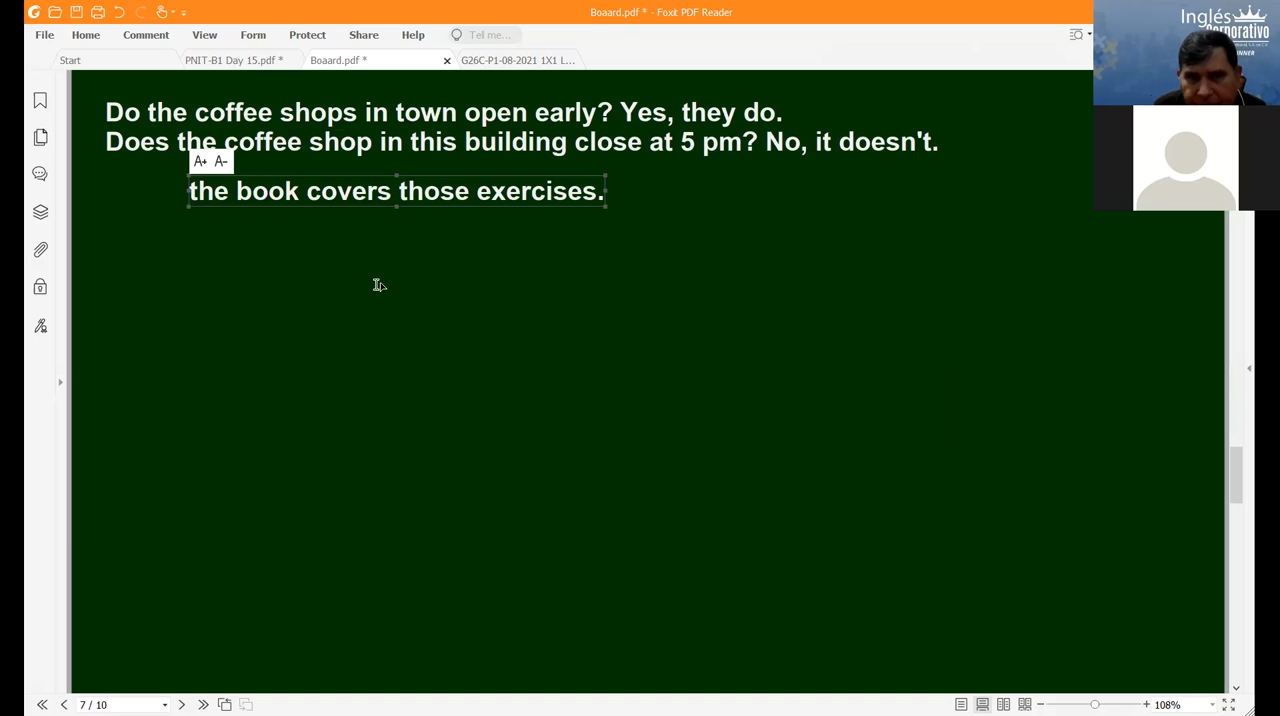 Boaard.pdf * - Foxit PDF Reader
Inglés
Corporativo
File Home Comment View Form Protect Share Help Tell me...
Start PNIT-B1 Day 15.pdf * Boaard.pdf * G26C-P1-08-2021 1X1 L...
Do the coffee shops in town open early? Yes, they do.
Does the coffee shop in this building close at 5 pm? No, it doesn't.
A+ A-
the book covers those exercises.
7 / 10
108%